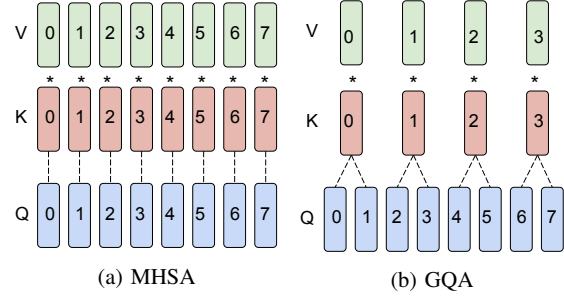 V 0 1 2 3 4 5 6 7
* * * * * * * *
K 0 1 2 3 4 5 6 7
Q 0 1 2 3 4 5 6 7
(a) MHSA
V 0 1 2 3
* * * *
K 0 1 2 3
Q 0 1 2 3 4 5 6 7
(b) GQA